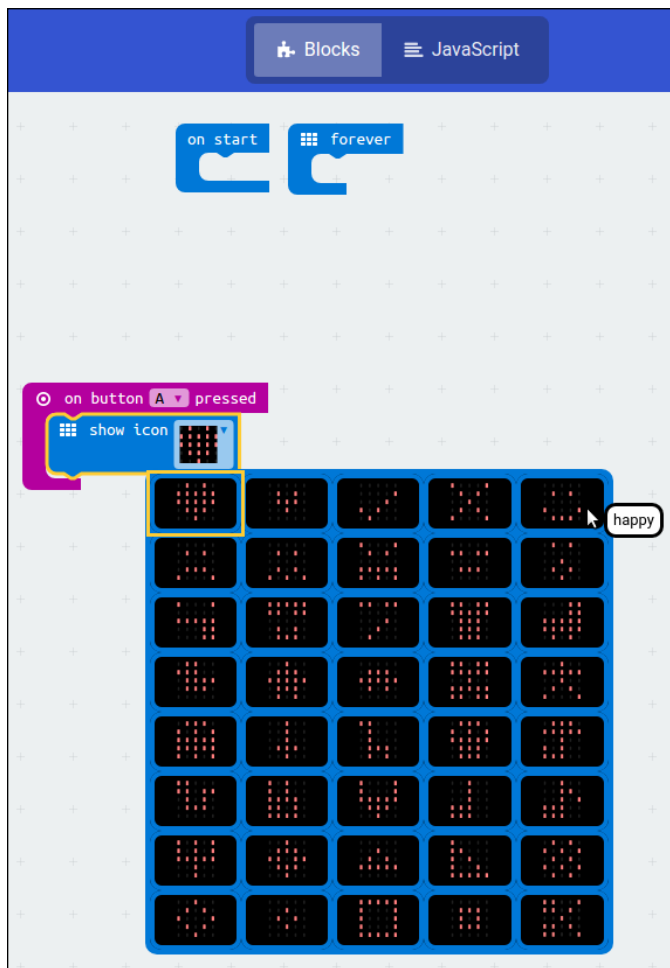 Blocks
JavaScript
on start
forever
on button A pressed
show icon
happy